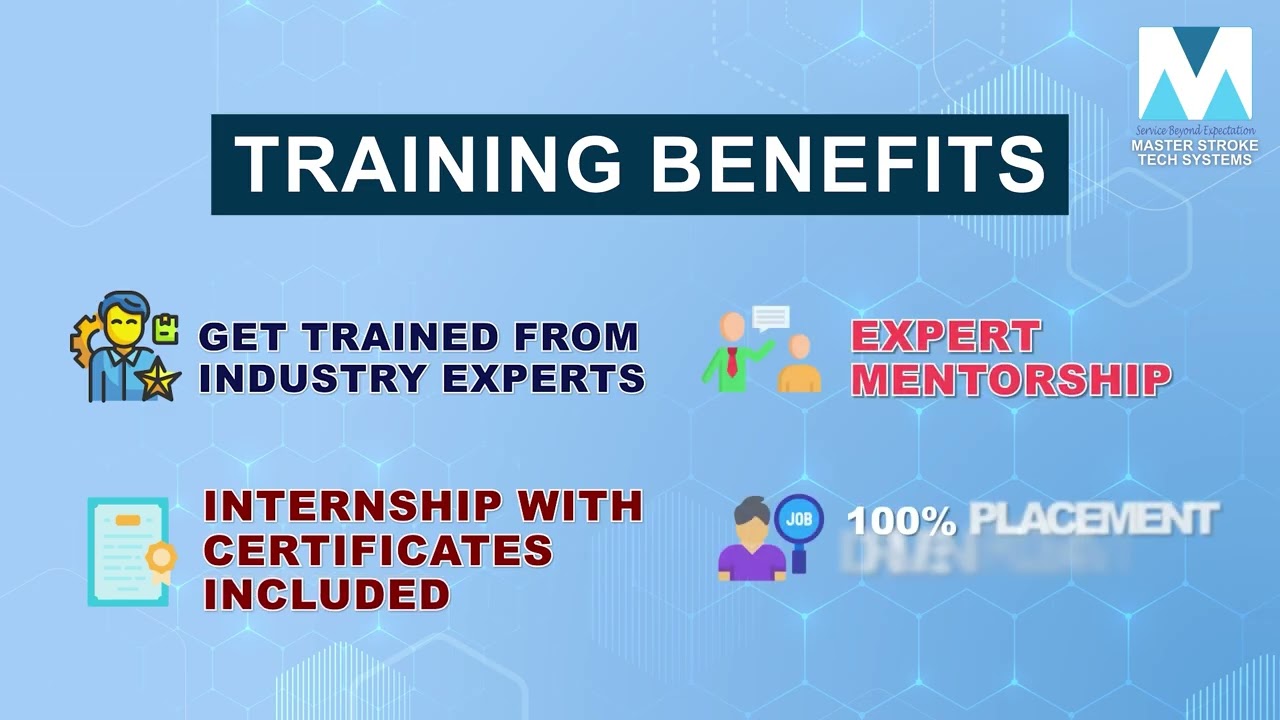 Service Beyond Expectation
MASTER STROKE
TECH SYSTEMS
TRAINING BENEFITS
GET TRAINED FROM
INDUSTRY EXPERTS
EXPERT
MENTORSHIP
INTERNSHIP WITH
CERTIFICATES
INCLUDED
JOB
100% PLACEMENT